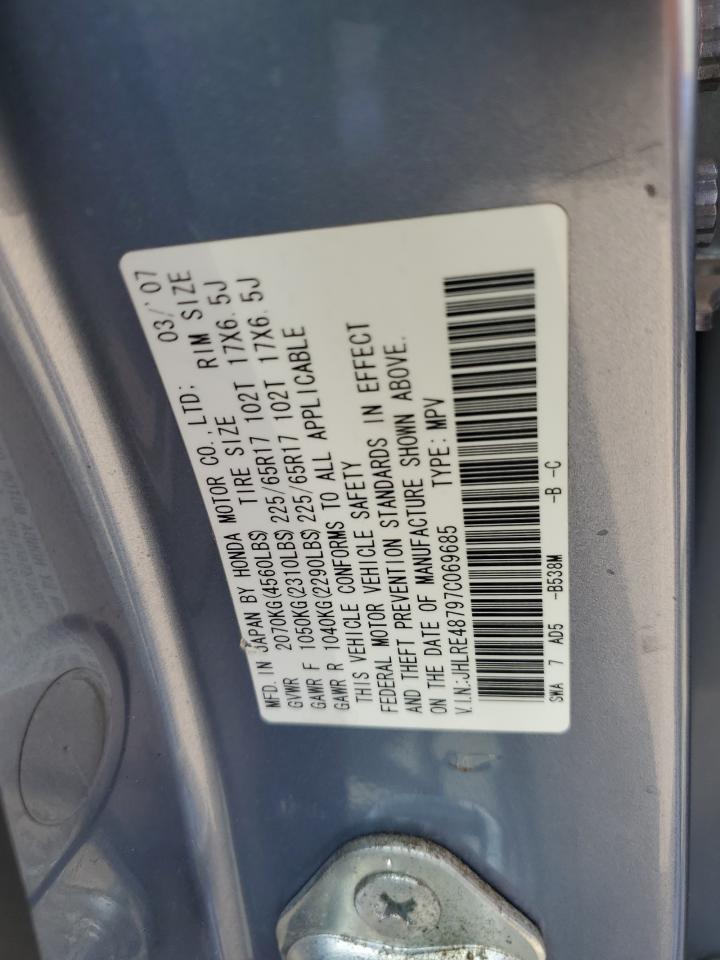 MFD. IN JAPAN BY HONDA MOTOR CO., LTD; 03/'07
GVWR 2070KG(4560LBS) TIRE SIZE RIM SIZE
GAWR F 1050KG(2310LBS) 225/65R17 102T 17X6.5J
GAWR R 1040KG(2290LBS) 225/65R17 102T 17X6.5J
THIS VEHICLE CONFORMS TO ALL APPLICABLE
FEDERAL MOTOR VEHICLE SAFETY
AND THEFT PREVENTION STANDARDS IN EFFECT
ON THE DATE OF MANUFACTURE SHOWN ABOVE.
V.I.N.:JHLRE48797C069685 TYPE: MPV
SWA 7 AD5 -B538M -B -C